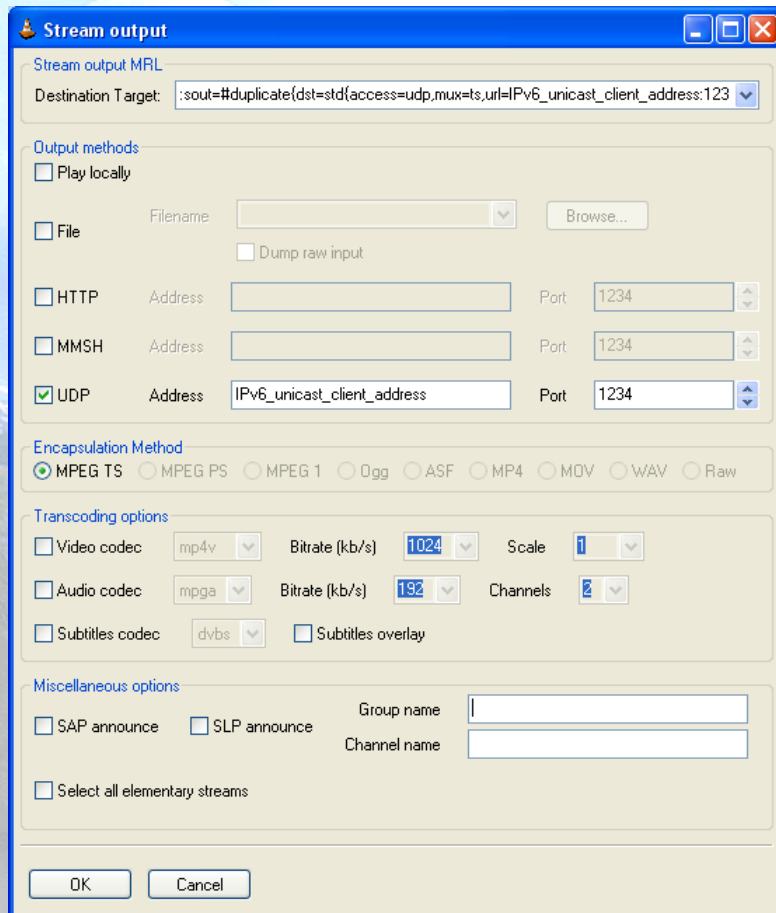 Stream output
Stream output MRL
Destination Target: :sout=#duplicate{dst=std{access=udp,mux=ts,url=IPv6_unicast_client_address:123
Output methods
Play locally
File Filename Browse...
Dump raw input
HTTP Address Port 1234
MMSH Address Port 1234
UDP Address IPv6_unicast_client_address Port 1234
Encapsulation Method
MPEG TS MPEG PS MPEG 1 Ogg ASF MP4 MOV WAV Raw
Transcoding options
Video codec mp4v Bitrate (kb/s) 1024 Scale 1
Audio codec mpga Bitrate (kb/s) 192 Channels 2
Subtitles codec dvbs Subtitles overlay
Miscellaneous options
SAP announce SLP announce Group name
Channel name
Select all elementary streams
OK Cancel